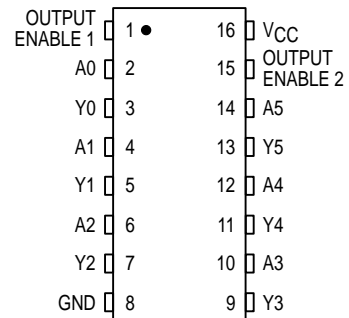 OUTPUT
ENABLE 1 1 16 VCC
A0 2 15 OUTPUT
ENABLE 2
Y0 3 14 A5
A1 4 13 Y5
Y1 5 12 A4
A2 6 11 Y4
Y2 7 10 A3
GND 8 9 Y3